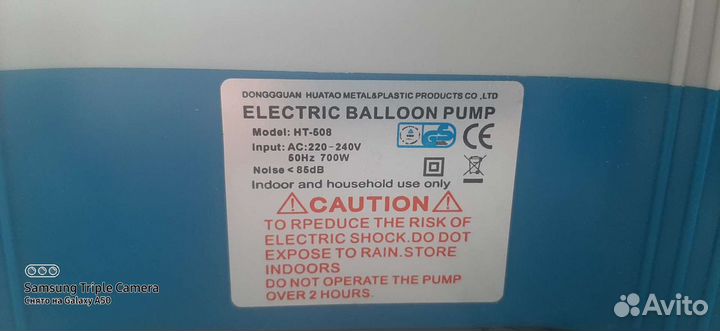 DONGGGUAN HUATAO METAL&PLASTIC PRODUCTS CO.,LTD
ELECTRIC BALLOON PUMP
Model: HT-508
Input: AC:220-240V
50Hz 700W
Noise<85dB
Indoor and household use only
CAUTION
TO RPEDUCE THE RISK OF
ELECTRIC SHOCK.DO DOT
EXPOSE TO RAIN.STORE
INDOORS
DO NOT OPERATE THE PUMP
OVER 2 HOURS.
CE
Samsung Triple Camera
Снято на Galaxy A50
Avito